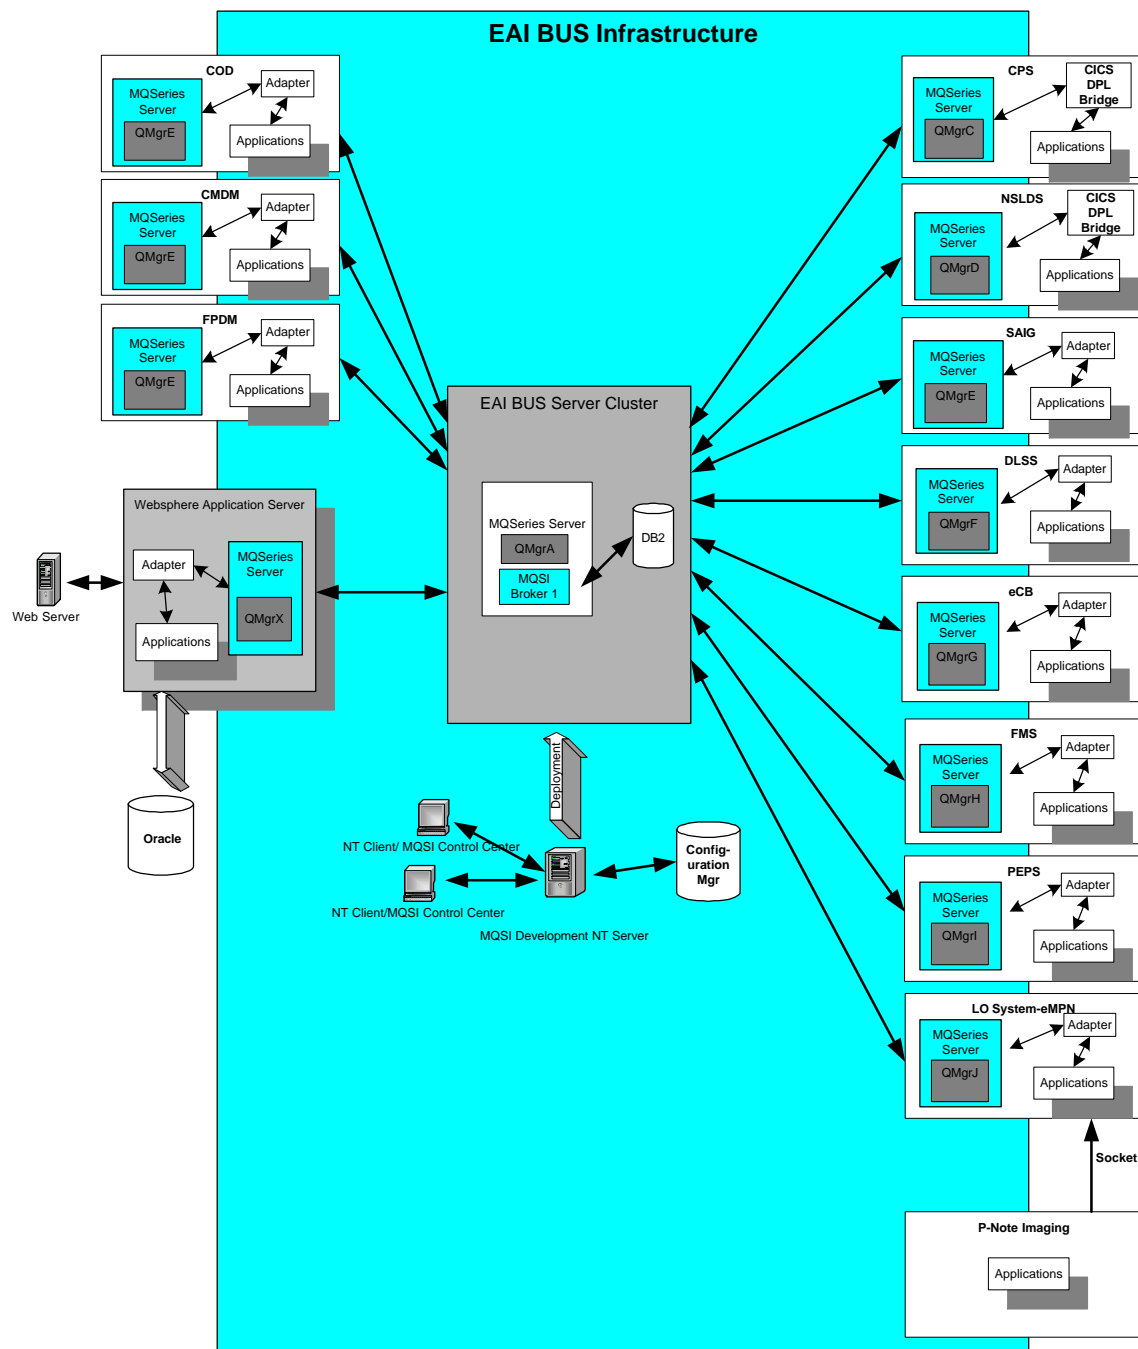 EAI BUS Infrastructure
COD
MQSeries
Server
QMgrE
Adapter
Applications
CMDM
MQSeries
Server
QMgrE
Adapter
Applications
FPDM
MQSeries
Server
QMgrE
Adapter
Applications
Websphere Application Server
Adapter
MQSeries
Server
QMgrX
Applications
Web Server
Oracle
EAI BUS Server Cluster
MQSeries Server
QMgrA
MQSI
Broker 1
DB2
Deployment
NT Client/ MQSI Control Center
NT Client/MQSI Control Center
MQSI Development NT Server
Config-
uration
Mgr
CPS
MQSeries
Server
QMgrC
CICS
DPL
Bridge
Applications
NSLDS
MQSeries
Server
QMgrD
CICS
DPL
Bridge
Applications
SAIG
MQSeries
Server
QMgrE
Adapter
Applications
DLSS
MQSeries
Server
QMgrF
Adapter
Applications
eCB
MQSeries
Server
QMgrG
Adapter
Applications
FMS
MQSeries
Server
QMgrH
Adapter
Applications
PEPS
MQSeries
Server
QMgrI
Adapter
Applications
LO System-eMPN
MQSeries
Server
QMgrJ
Adapter
Applications
Socket
P-Note Imaging
Applications